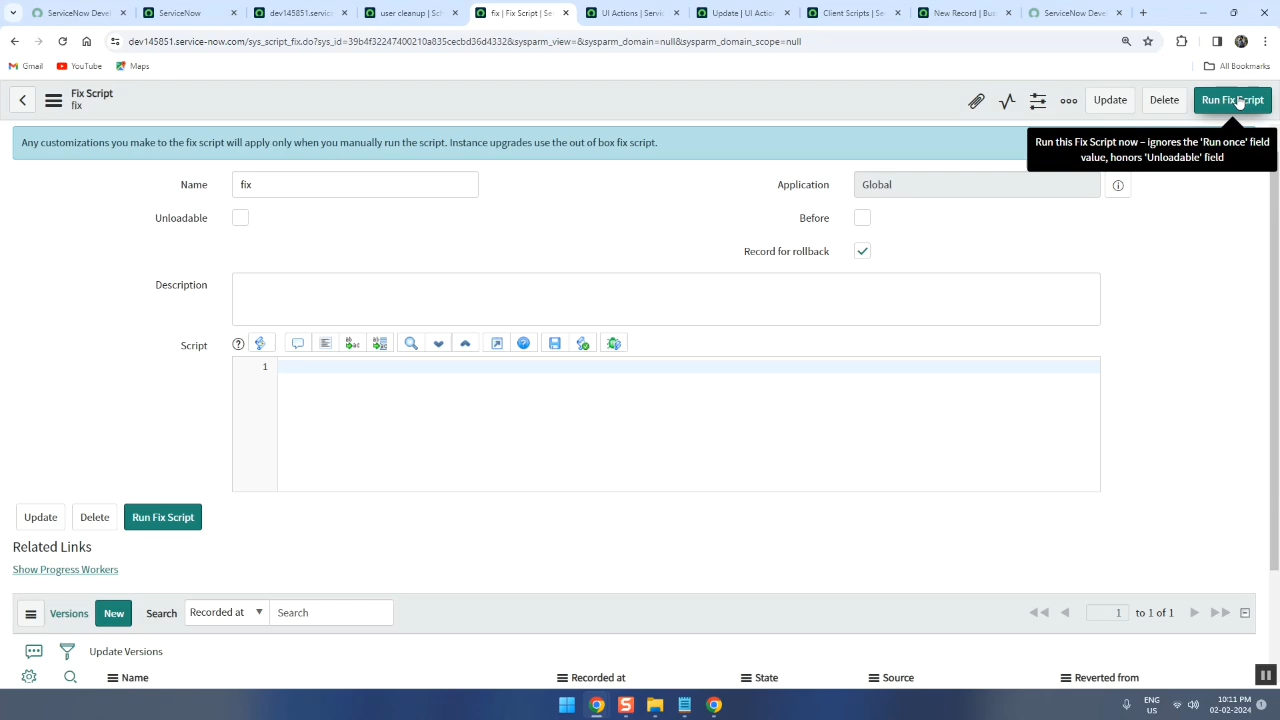 ServiceNow Devel
ServiceNow
dev145851.servic
user cleanup | S
fix | Fix Script | Se
UI Actions | Servic
Update | UI Action
Client Scripts | Se
New Record | Bus
ServiceNow Devel
dev145851.service-now.com/sys_script_fix.do?sys_id=39b4f32247400210a835cecbd36d4332&sysparm_view=&sysparm_domain=null&sysparm_domain_scope=null
Gmail
YouTube
Maps
All Bookmarks
Fix Script
fix
Update
Delete
Run Fix Script
Any customizations you make to the fix script will apply only when you manually run the script. Instance upgrades use the out of box fix script.
Run this Fix Script now – ignores the 'Run once' field
value, honors 'Unloadable' field
Name
fix
Application
Global
Unloadable
Before
Record for rollback
Description
Script
1
Update
Delete
Run Fix Script
Related Links
Show Progress Workers
Versions
New
Search
Recorded at
Search
1
to 1 of 1
Update Versions
Name
Recorded at
State
Source
Reverted from
ENG
US
10:11 PM
02-02-2024